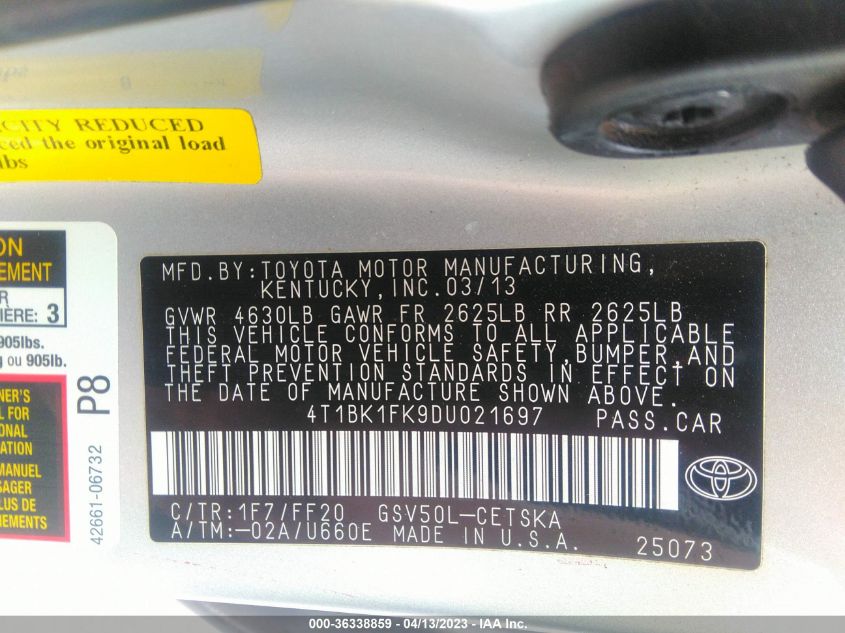 CITY REDUCED
the original load
lbs
ON
EMENT
R
IÈRE: 3
905lbs.
g ou 905lb.
NER'S
L FOR
ONAL
ATION
MANUEL
SAGER
LUS DE
NEMENTS
P8
42661-06732
MFD.BY:TOYOTA MOTOR MANUFACTURING,
KENTUCKY,INC.03/13
GVWR 4630LB GAWR FR 2625LB RR 2625LB
THIS VEHICLE CONFORMS TO ALL APPLICABLE
FEDERAL MOTOR VEHICLE SAFETY,BUMPER,AND
THEFT PREVENTION STANDARDS IN EFFECT ON
THE DATE OF MANUFACTURE SHOWN ABOVE.
4T1BK1FK9DU021697 PASS.CAR
C/TR:1F7/FF20 GSV50L-CETSKA
A/TM:-02A/U660E MADE IN U.S.A. 25073
000-36338859 - 04/13/2023 - IAA Inc.